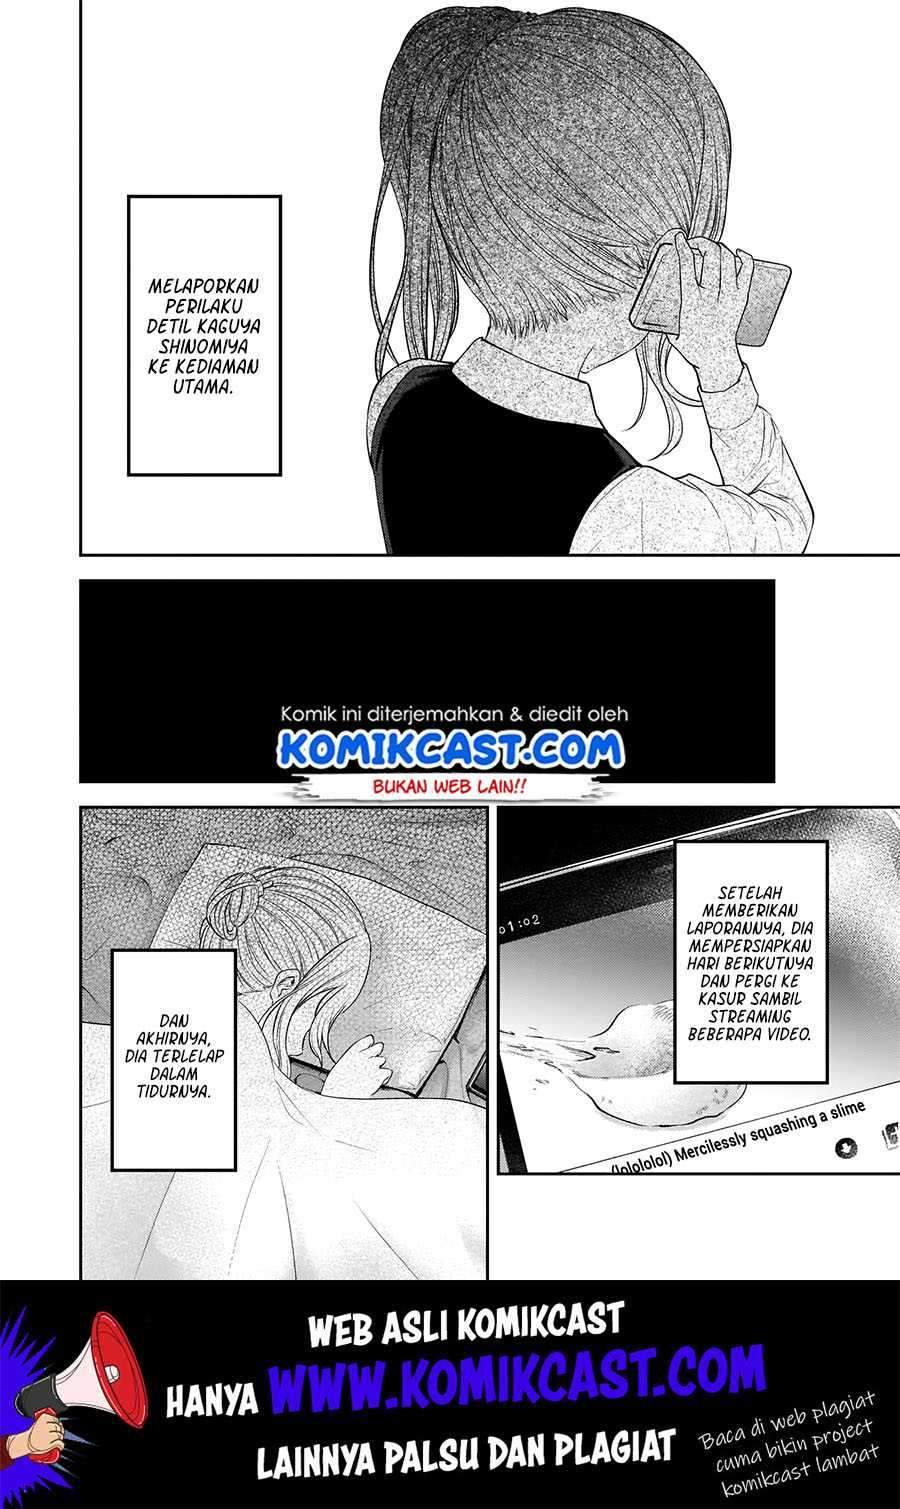 MELAPORKAN
PERILAKU
DETIL KAGUYA
SHINOMIYA
KE KEDIAMAN
UTAMA.
Komik ini diterjemahkan & diedit oleh
KOMIKCAST.COM
BUKAN WEB LAIN!!
SETELAH
MEMBERIKAN
LAPORANNYA, DIA
MEMPERSIAPKAN
HARI BERIKUTNYA
DAN PERGI KE
KASUR SAMBIL
STREAMING
BEBERAPA VIDEO.
01:02
(lolololol) Mercilessly squashing a slime
DAN
AKHIRNYA,
DIA TERLELAP
DALAM
TIDURNYA.
WEB ASLI KOMIKCAST
HANYA WWW.KOMIKCAST.COM
LAINNYA PALSU DAN PLAGIAT
Baca di web plagiat
cuma bikin project
komikcast lambat